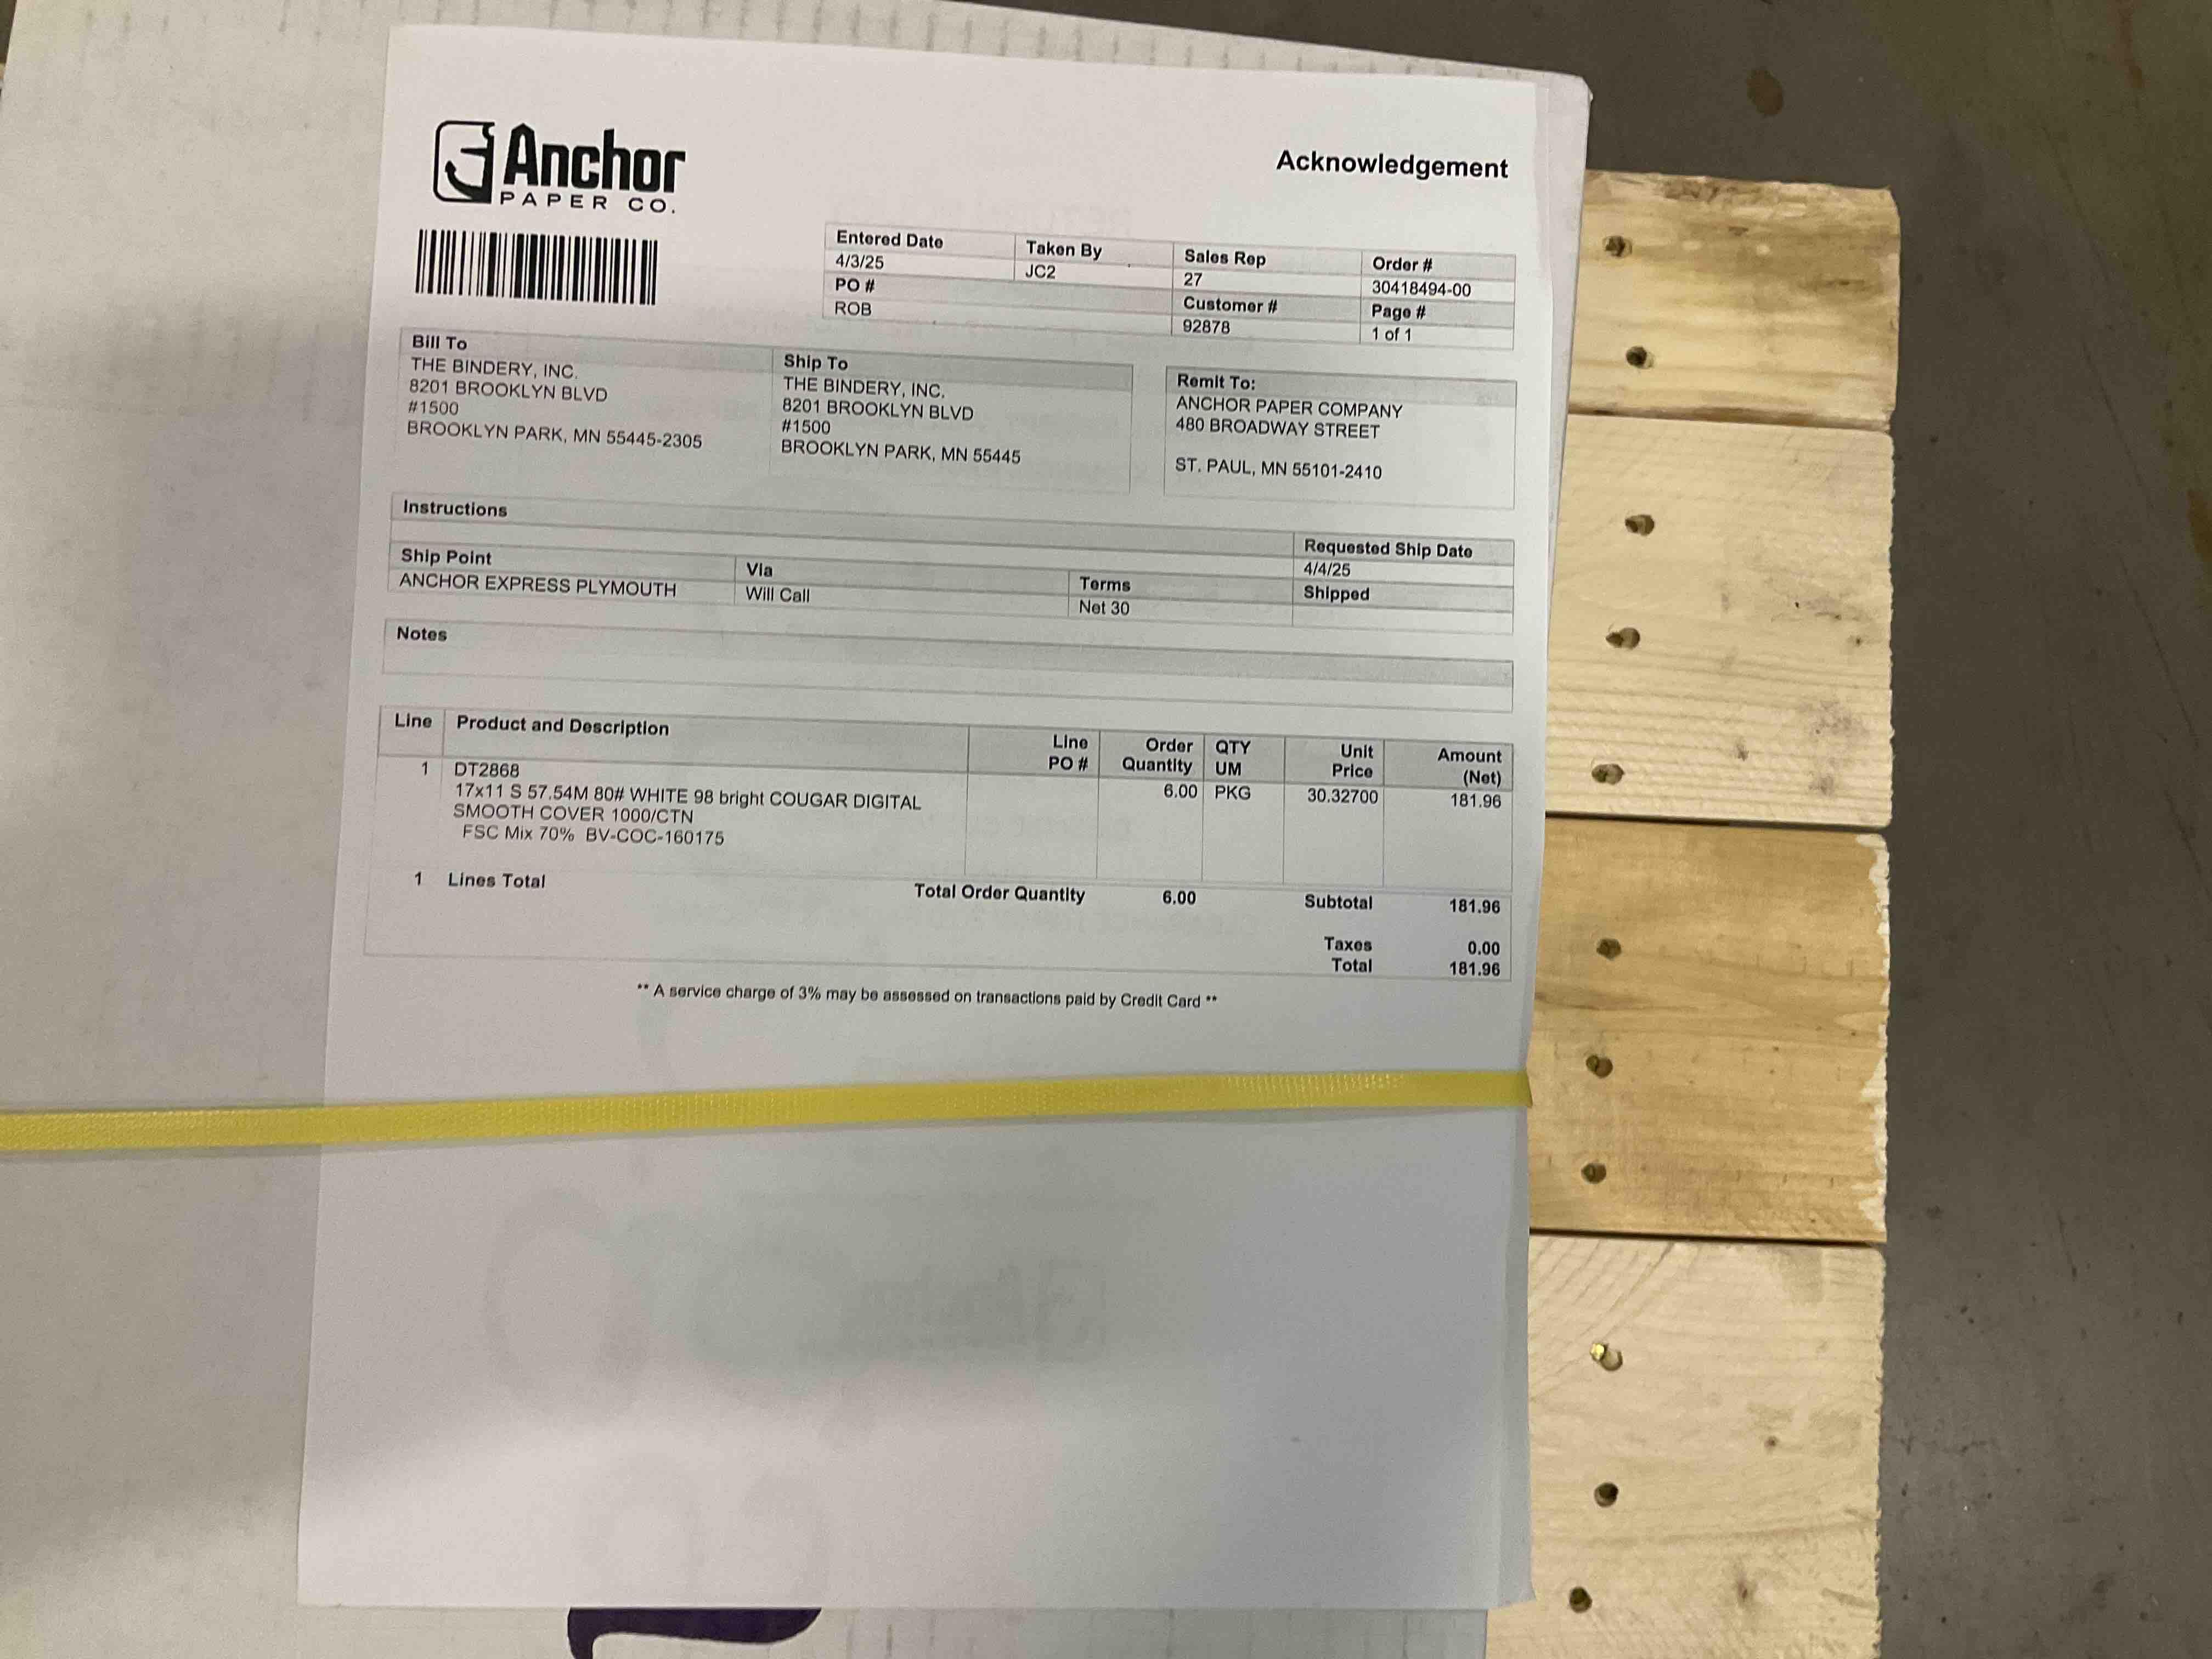 Anchor
PAPER CO.
Acknowledgement
Entered Date
Taken By
Sales Rep
Order #
4/3/25
JC2
27
30418494-00
PO #
Customer #
Page #
ROB
92878
1 of 1
Bill To
THE BINDERY, INC.
8201 BROOKLYN BLVD
#1500
BROOKLYN PARK, MN 55445-2305
Ship To
THE BINDERY, INC.
8201 BROOKLYN BLVD
#1500
BROOKLYN PARK, MN 55445
Remit To:
ANCHOR PAPER COMPANY
480 BROADWAY STREET
ST. PAUL, MN 55101-2410
Instructions
Requested Ship Date
4/4/25
Ship Point
Via
Terms
Shipped
ANCHOR EXPRESS PLYMOUTH
Will Call
Net 30
Notes
Line Product and Description
Line PO #
Order Quantity
QTY UM
Unit Price
Amount (Net)
1 DT2868
17x11 S 57.54M 80# WHITE 98 bright COUGAR DIGITAL
SMOOTH COVER 1000/CTN
FSC Mix 70% BV-COC-160175
6.00 PKG 30.32700 181.96
1 Lines Total
Total Order Quantity 6.00
Subtotal 181.96
Taxes 0.00
Total 181.96
** A service charge of 3% may be assessed on transactions paid by Credit Card **